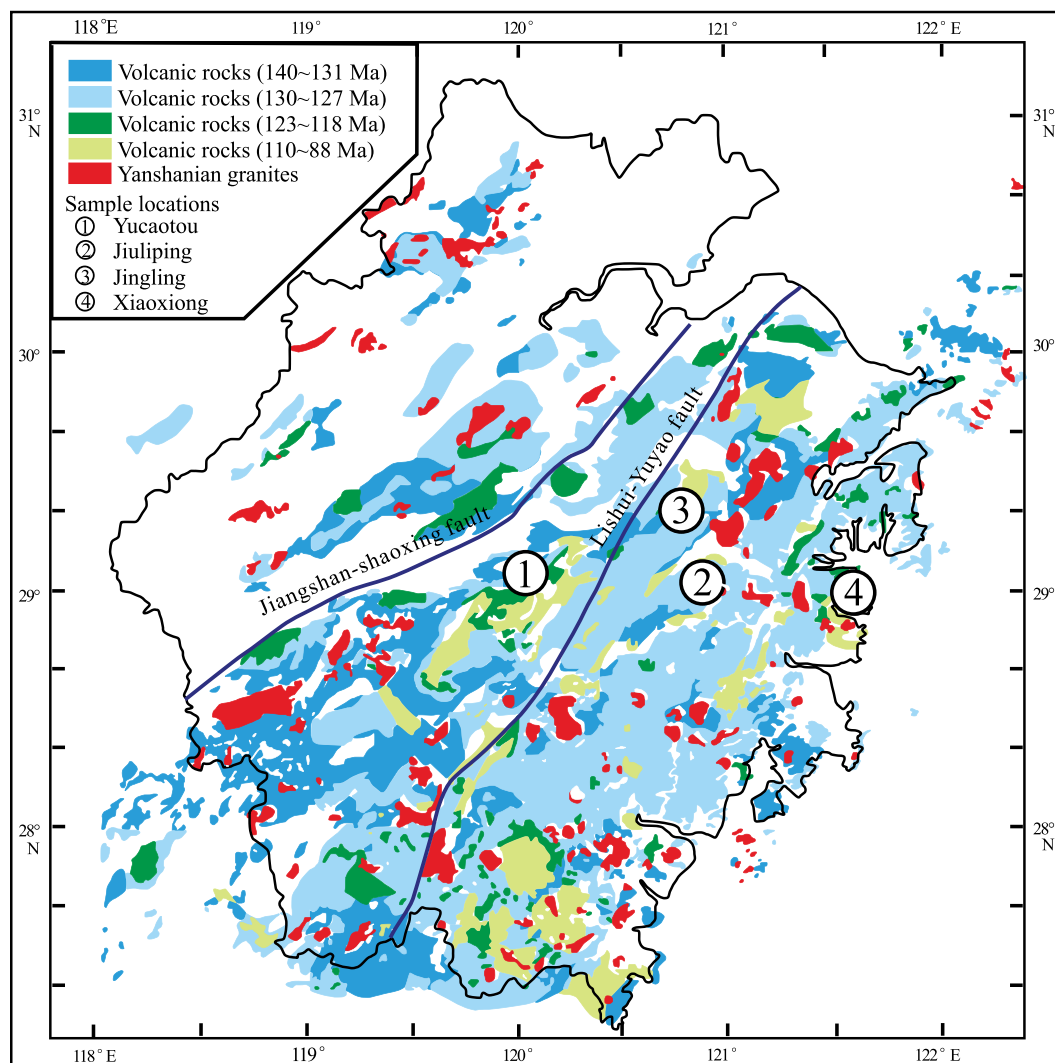 118° E
119°
120°
121°
122° E
Volcanic rocks (140~131 Ma)
Volcanic rocks (130~127 Ma)
Volcanic rocks (123~118 Ma)
Volcanic rocks (110~88 Ma)
Yanshanian granites
Sample locations
1 Yucaotou
2 Jiuliping
3 Jingling
4 Xiaoxiong
31°
N
31°
N
30°
30°
Jiangshan-shaoxing fault
Lishui-Yuyao fault
3
1
2
4
29°
29°
28°
N
28°
N
118° E
119°
120°
121°
122° E